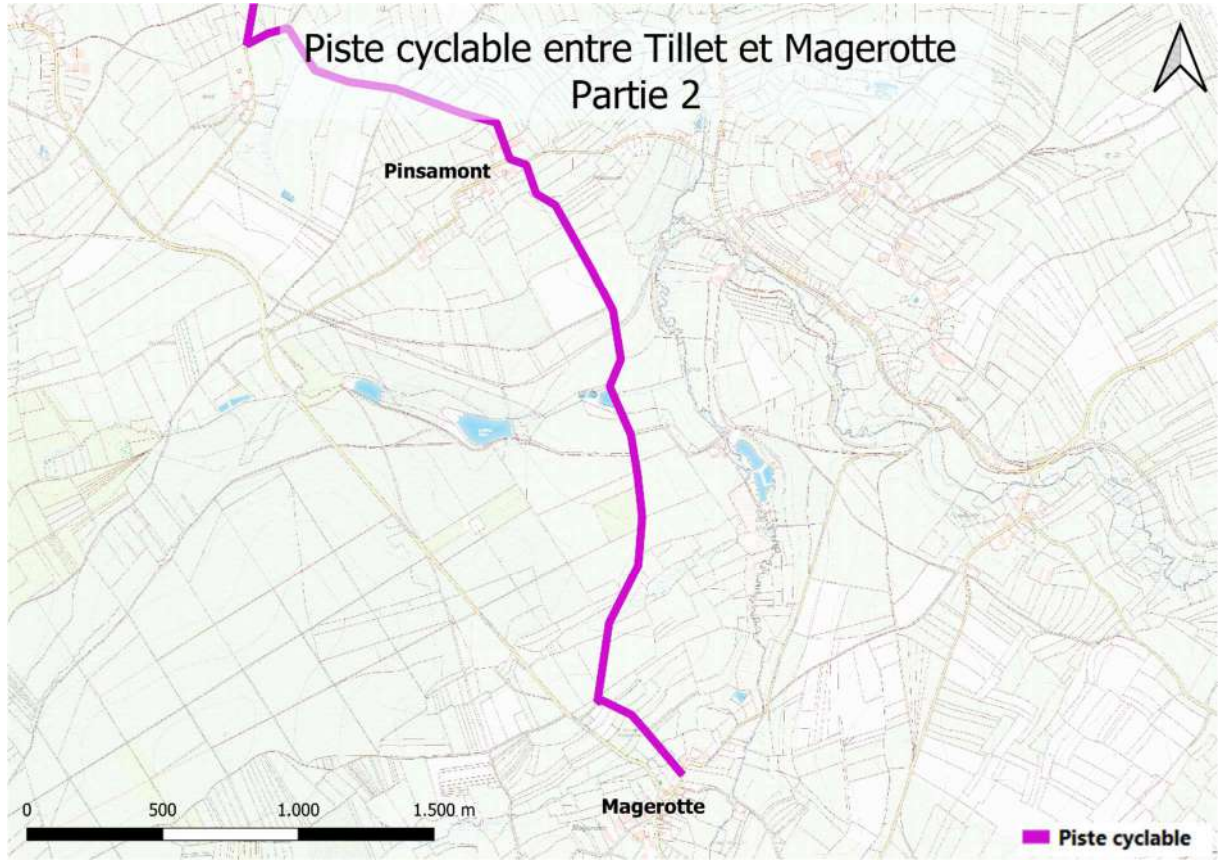 Piste cyclable entre Tillet et Magerotte
Partie 2
Pinsamont
Magerotte
0 500 1.000 1.500 m
Piste cyclable